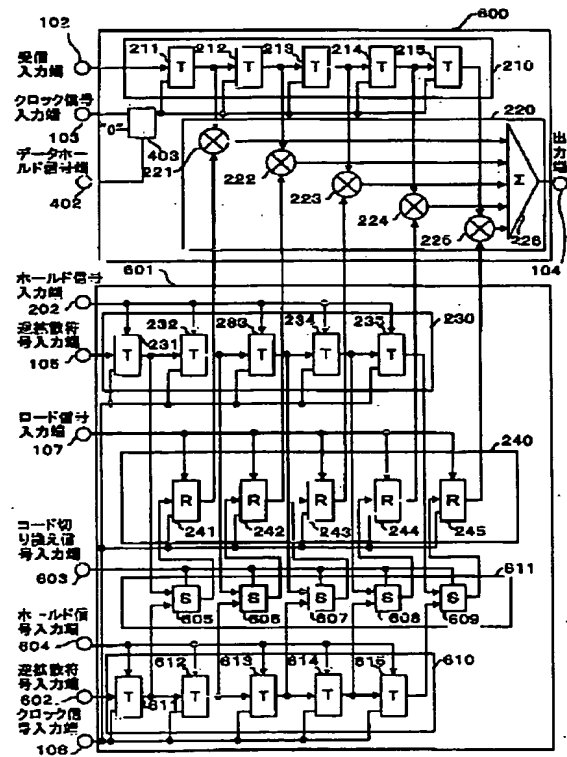 102
600
211
212
213
214
215
T
T
T
T
T
受信
入力端
210
クロック信号
入力端
103
"0"
403
220
221
222
223
224
225
226
Σ
データホー
ルド信号端
402
出力端
104
601
ホールド信号
入力端
202
232
283
234
235
230
逆拡散符
号入力端
105
T
231
T
T
T
T
ロード信号
入力端
107
240
R
R
R
R
R
241
242
243
244
245
コード切
り換え信
号入力端
603
611
S
S
S
S
S
605
606
607
608
609
ホールド信
号入力端
604
612
613
614
615
610
逆拡散符
号入力端
602
T
611
T
T
T
T
クロック信
号入力端
106